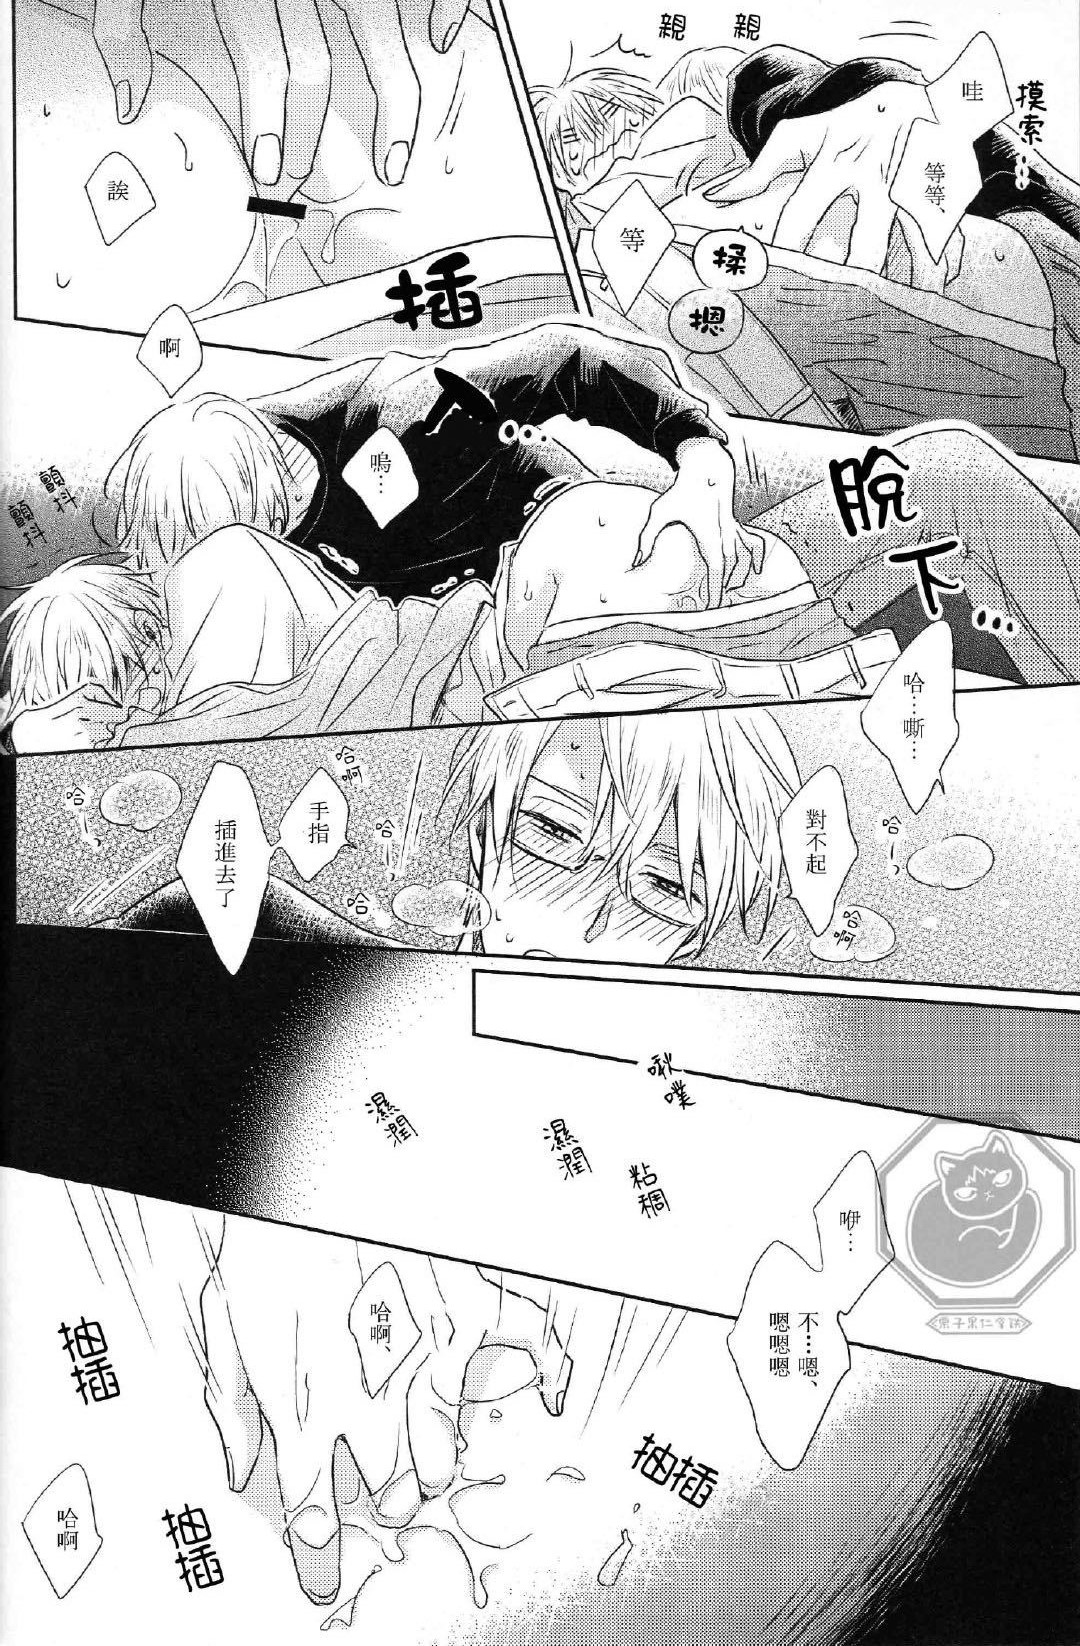 親
親
哇
等等、
摸索…
等
揉
摁
誒
插
啊
嗚…
顫抖
顫抖
脫下…
哈…嘶…
對不起
手指
插進去了
哈啊
哈
哈
哈
哈
哈啊
啾噗
濕潤
濕潤
粘稠
咿…
不…嗯、
嗯嗯嗯
哈啊、
抽插
抽插
抽插
哈啊